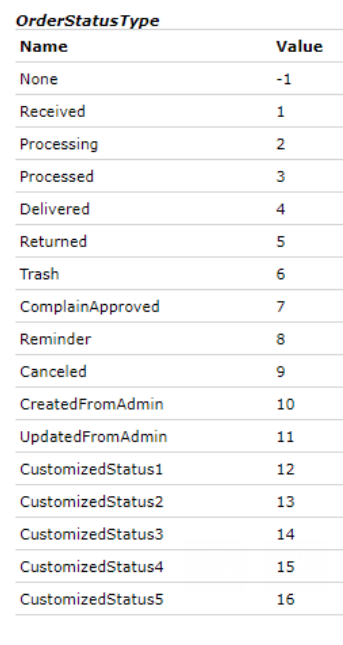 OrderStatusType
Name Value
None -1
Received 1
Processing 2
Processed 3
Delivered 4
Returned 5
Trash 6
ComplainApproved 7
Reminder 8
Canceled 9
CreatedFromAdmin 10
UpdatedFromAdmin 11
CustomizedStatus1 12
CustomizedStatus2 13
CustomizedStatus3 14
CustomizedStatus4 15
CustomizedStatus5 16